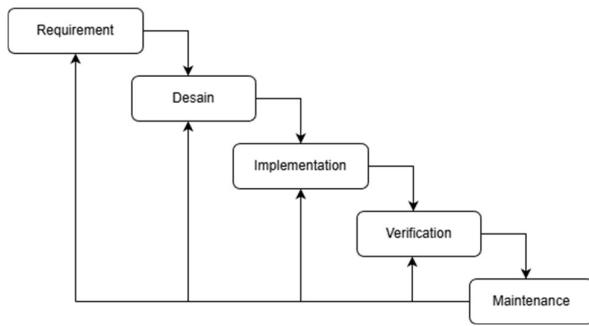 Requirement
Desain
Implementation
Verification
Maintenance